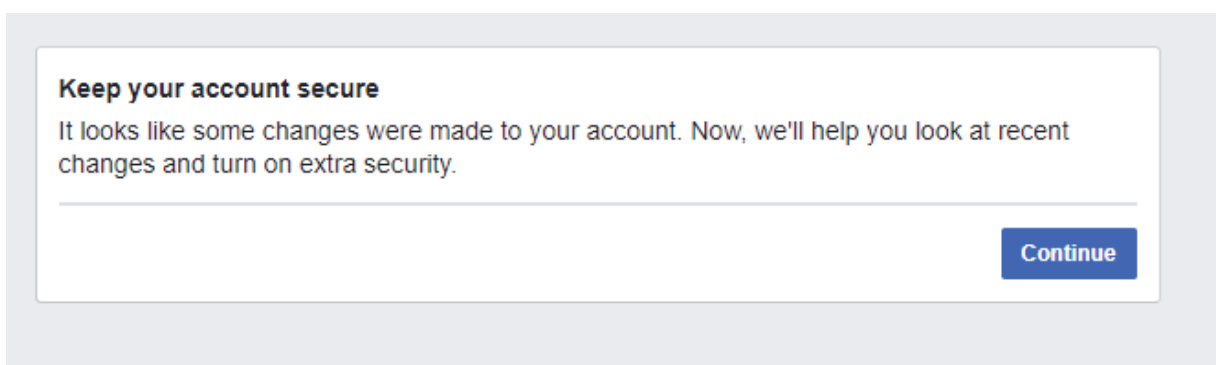 Keep your account secure
It looks like some changes were made to your account. Now, we'll help you look at recent
changes and turn on extra security.
Continue